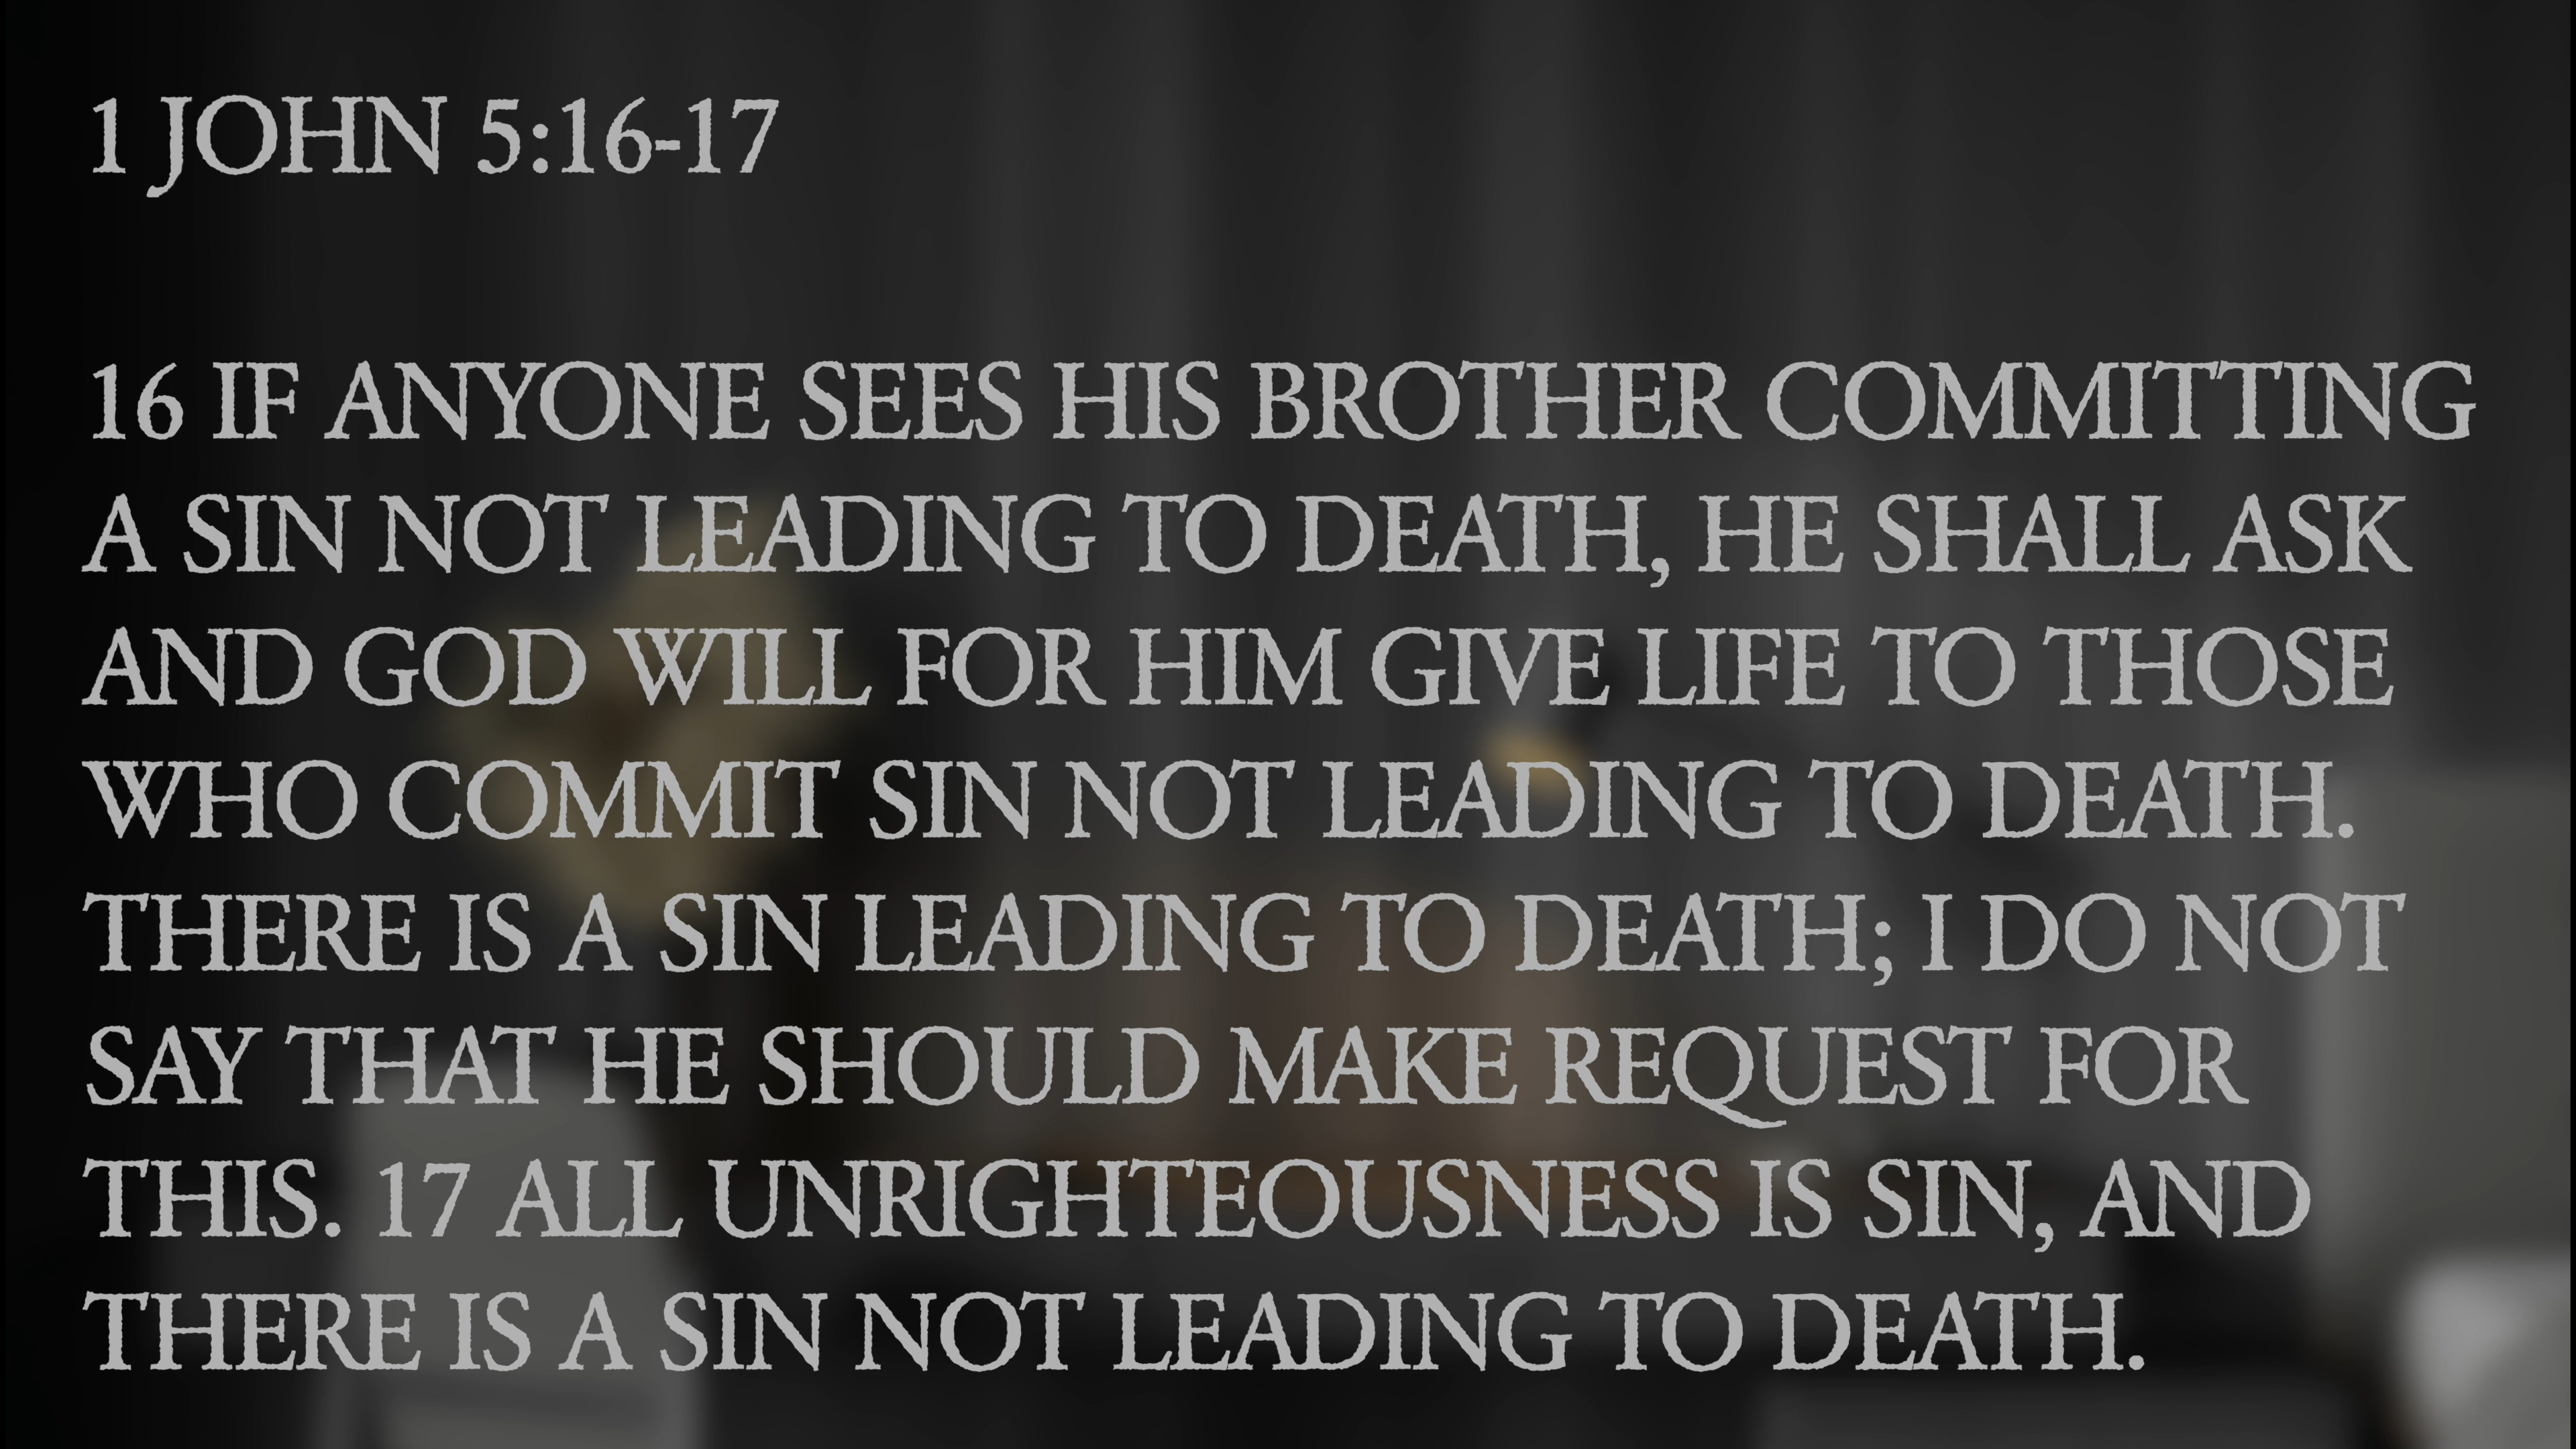 1 JOHN 5:16-17
16 IF ANYONE SEES HIS BROTHER COMMITTING
A SIN NOT LEADING TO DEATH, HE SHALL ASK
AND GOD WILL FOR HIM GIVE LIFE TO THOSE
WHO COMMIT SIN NOT LEADING TO DEATH.
THERE IS A SIN LEADING TO DEATH; I DO NOT
SAY THAT HE SHOULD MAKE REQUEST FOR
THIS. 17 ALL UNRIGHTEOUSNESS IS SIN, AND
THERE IS A SIN NOT LEADING TO DEATH.